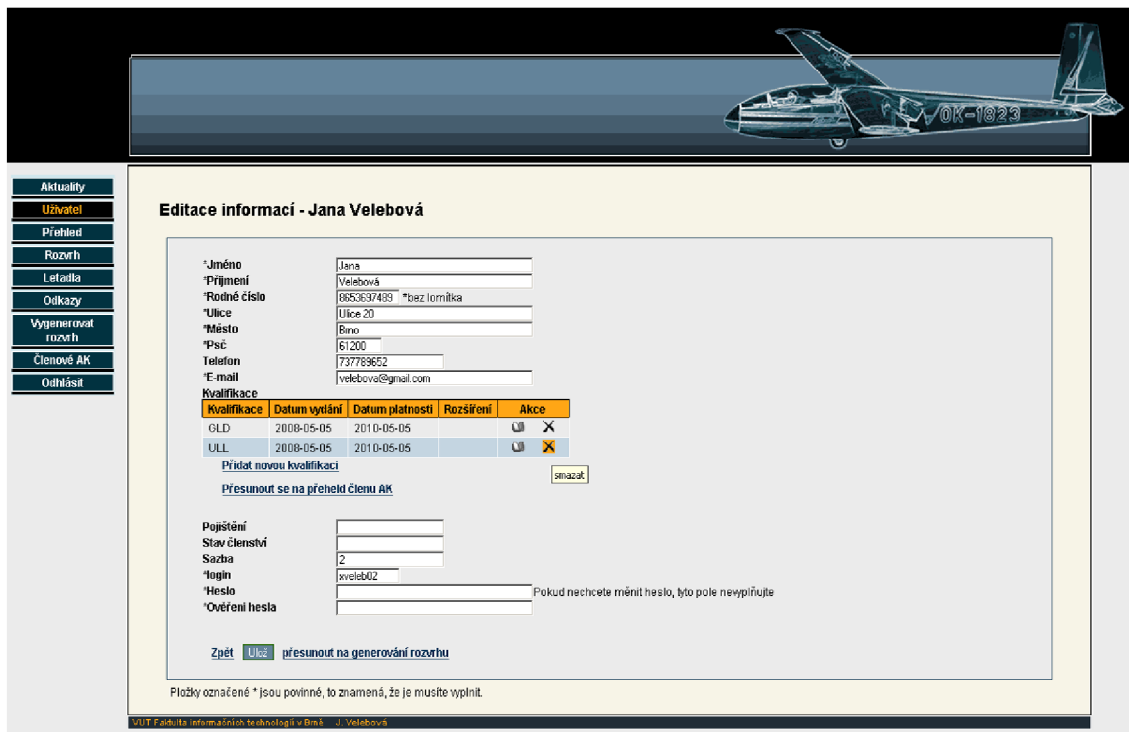 OK-1823
Aktuality
Uživatel
Přehled
Rozvrh
Letadla
Odkazy
Vygenerovat
rozvrh
Členové AK
Odhlásit
Editace informací - Jana Velebová
*Jméno Jana
*Příjmení Velebová
*Rodné číslo 8653697489 *bez lomítka
*Ulice Ulice 20
*Město Brno
*Psč 61200
Telefon 737789652
*E-mail velebova@gmail.com
Kvalifikace
Kvalifikace Datum vydání Datum platnosti Rozšíření Akce
GLD 2008-05-05 2010-05-05
ULL 2008-05-05 2010-05-05
smazat
Přidat novou kvalifikaci
Přesunout se na přeheld členu AK
Pojištění
Stav členství
Sazba 2
*login xveleb02
*Heslo Pokud nechcete měnit heslo, tyto pole nevyplňujte
*Ověření hesla
Zpět Ulož přesunout na generování rozvrhu
Pložky označené * jsou povinné, to znamená, že je musíte vyplnit.
VUT Fakulta informačních technologií v Brně J. Velebová